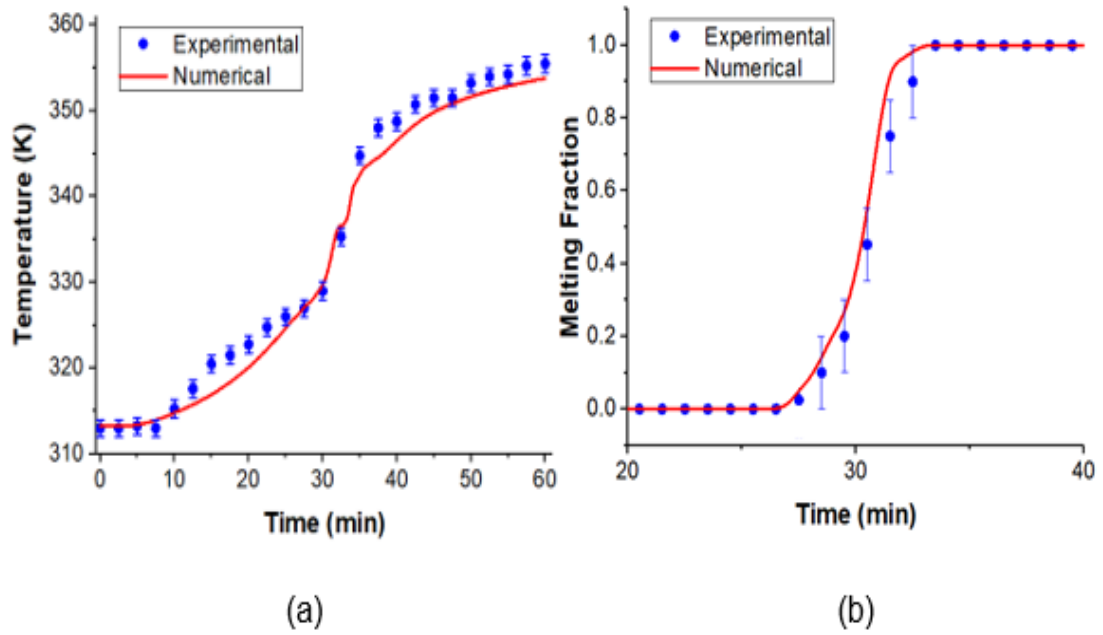 360
350
340
330
320
310
Temperature (K)
Experimental
Numerical
0 10 20 30 40 50 60
Time (min)
(a)
1.0
0.8
0.6
0.4
0.2
0.0
Melting Fraction
Experimental
Numerical
20 30 40
Time (min)
(b)